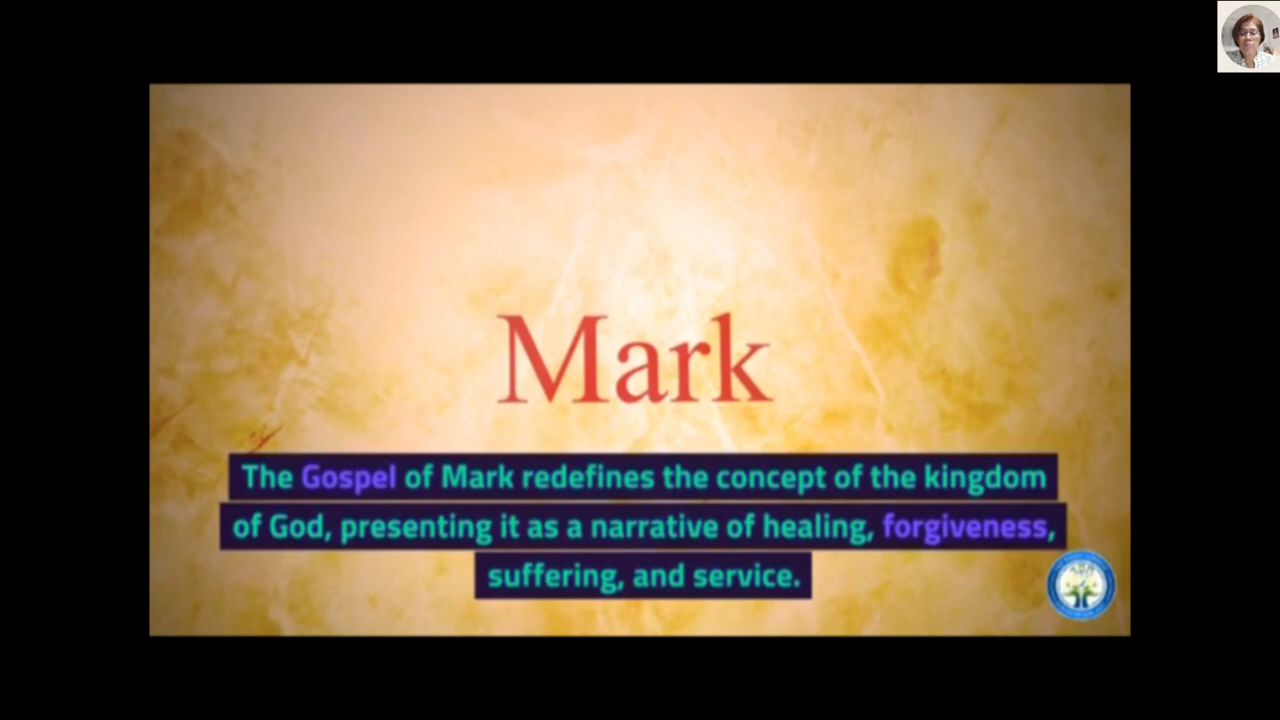 Mark
The Gospel of Mark redefines the concept of the kingdom
of God, presenting it as a narrative of healing, forgiveness,
suffering, and service.